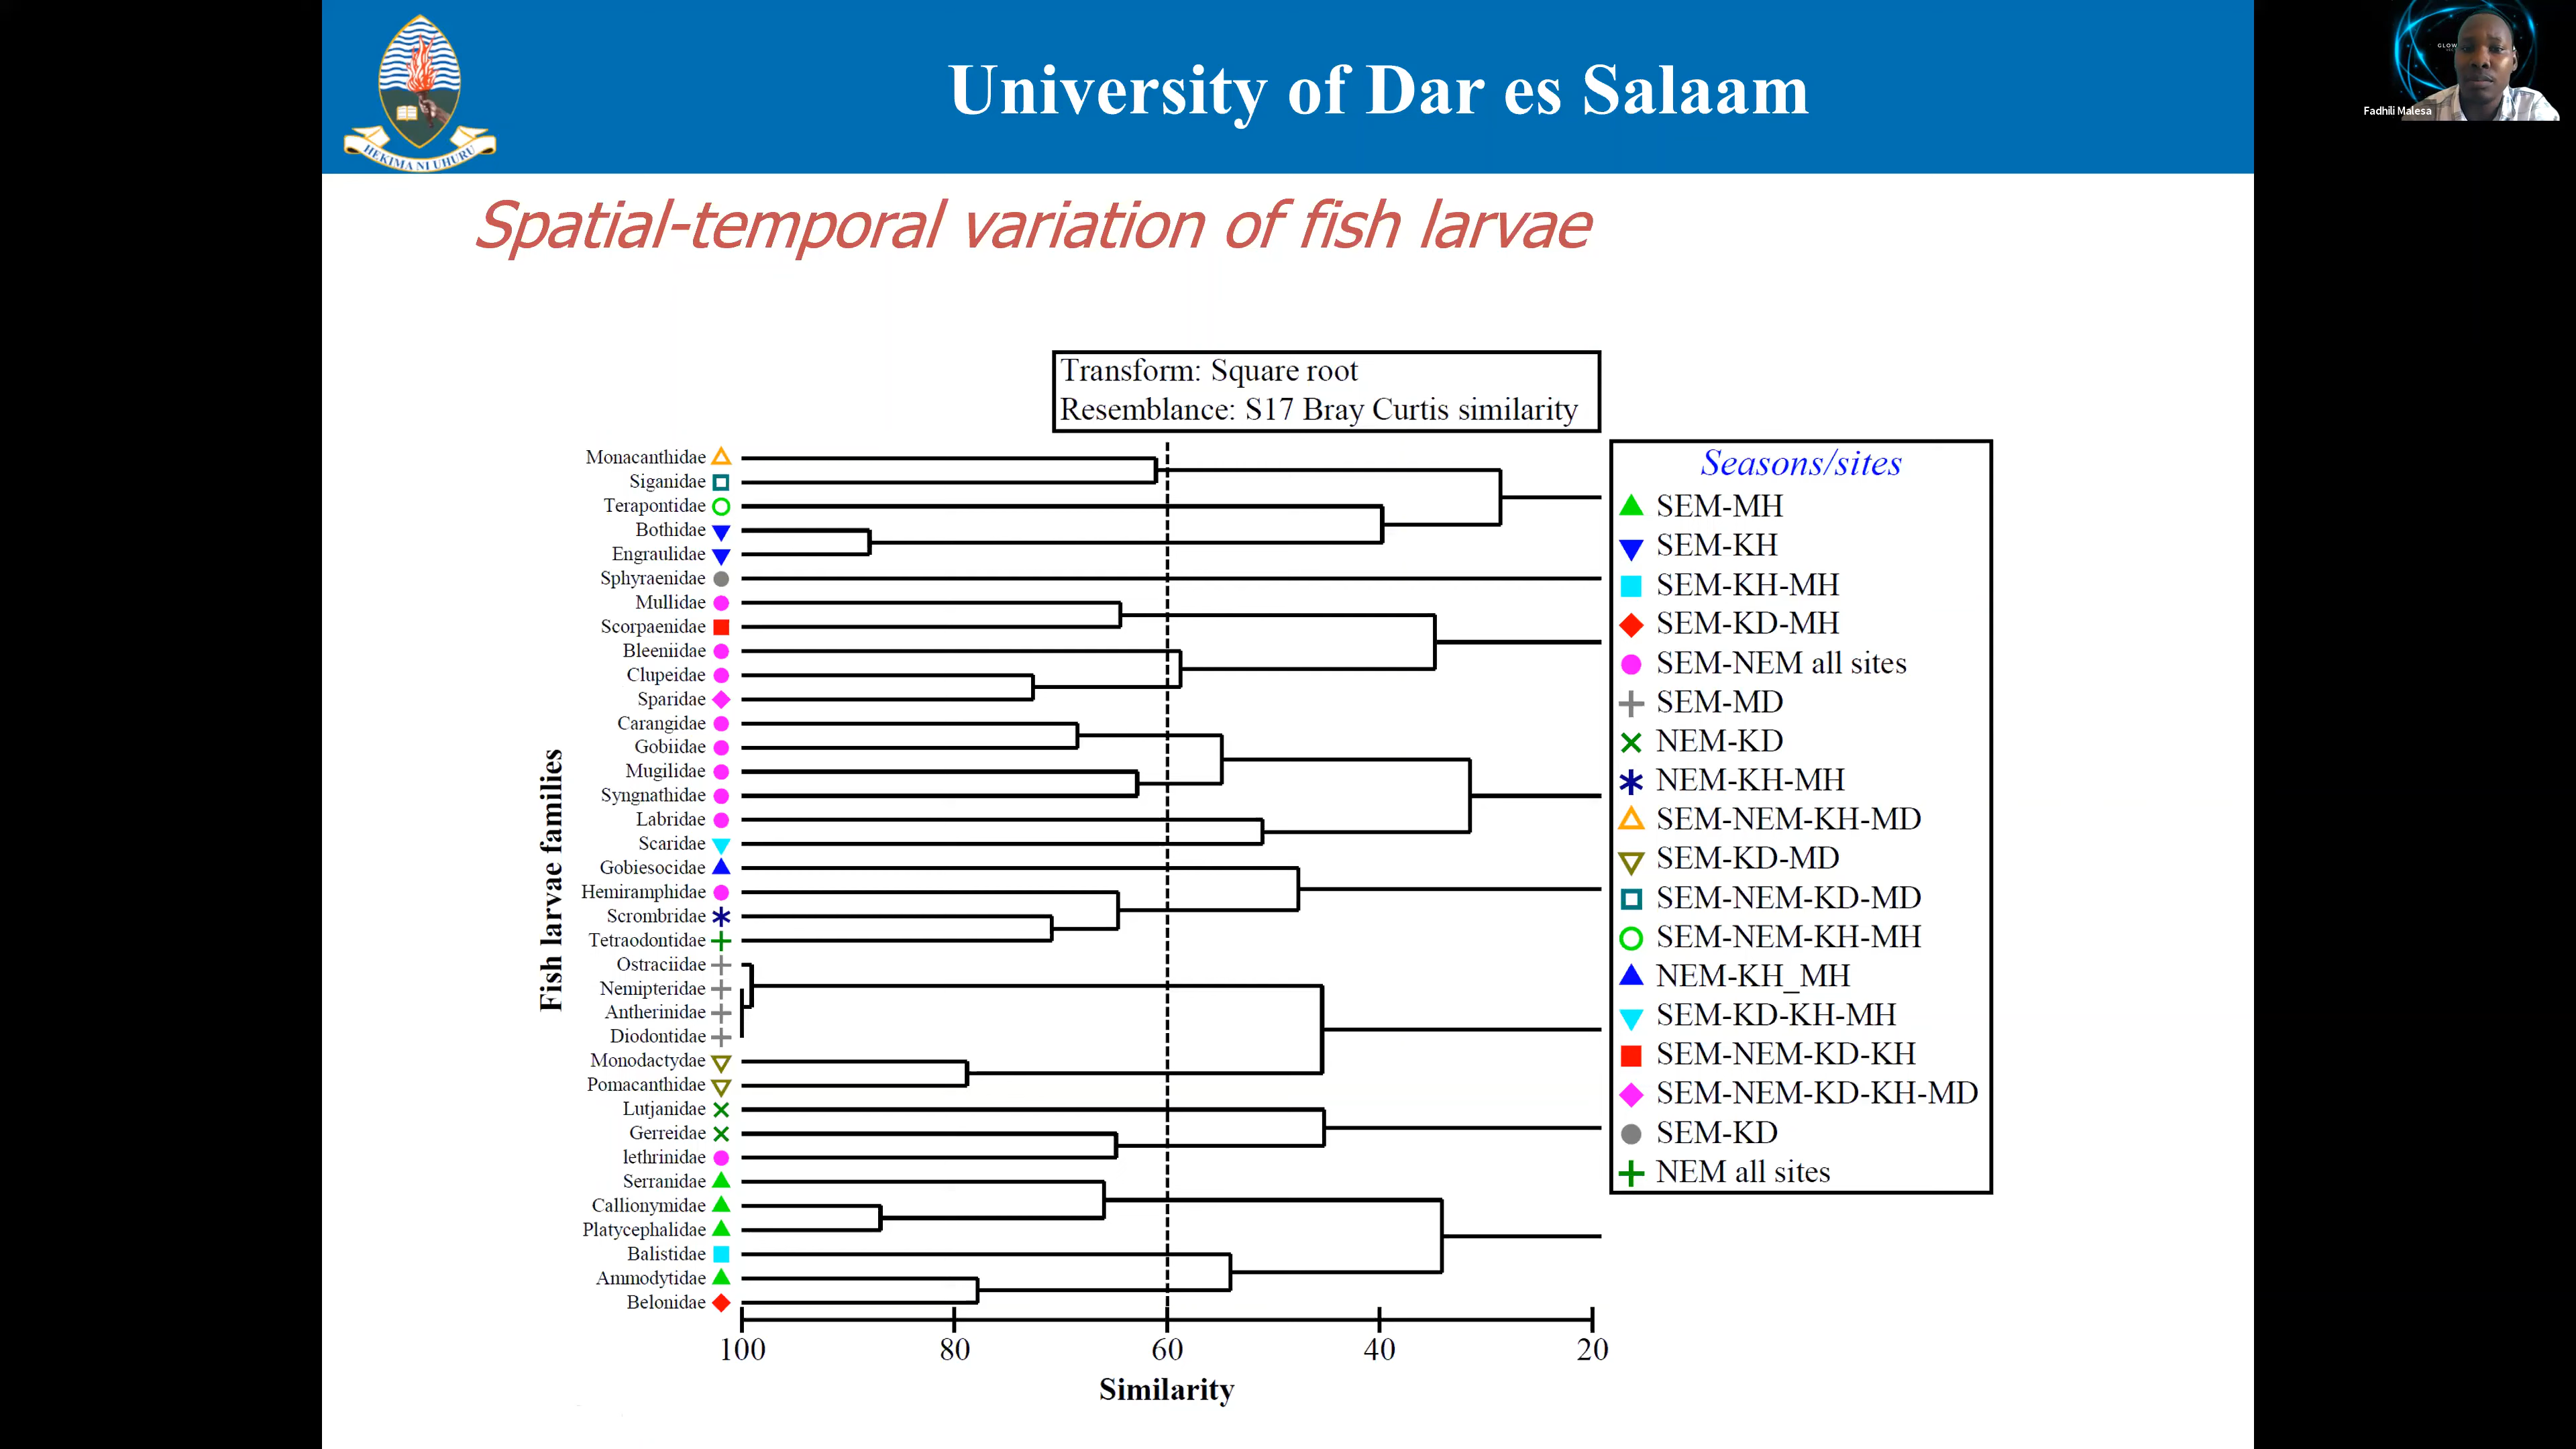 University of Dar es Salaam
HEKIMA NI UHURU
GLOW
Fadhili Malesa
Spatial-temporal variation of fish larvae
Transform: Square root
Resemblance: S17 Bray Curtis similarity
Fish larvae families
Monacanthidae
Siganidae
Terapontidae
Bothidae
Engraulidae
Sphyraenidae
Mullidae
Scorpaenidae
Bleeniidae
Clupeidae
Sparidae
Carangidae
Gobiidae
Mugilidae
Syngnathidae
Labridae
Scaridae
Gobiesocidae
Hemiramphidae
Scrombridae
Tetraodontidae
Ostraciidae
Nemipteridae
Antherinidae
Diodontidae
Monodactydae
Pomacanthidae
Lutjanidae
Gerreidae
lethrinidae
Serranidae
Callionymidae
Platycephalidae
Balistidae
Ammodytidae
Belonidae
100 80 60 40 20
Similarity
Seasons/sites
SEM-MH
SEM-KH
SEM-KH-MH
SEM-KD-MH
SEM-NEM all sites
SEM-MD
NEM-KD
NEM-KH-MH
SEM-NEM-KH-MD
SEM-KD-MD
SEM-NEM-KD-MD
SEM-NEM-KH-MH
NEM-KH_MH
SEM-KD-KH-MH
SEM-NEM-KD-KH
SEM-NEM-KD-KH-MD
SEM-KD
NEM all sites